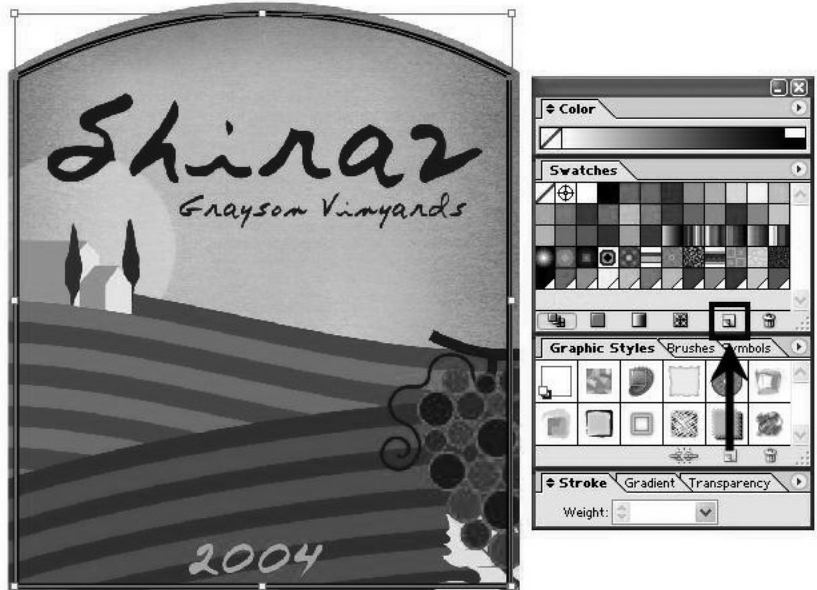 Shiraz
Grayson Vinyards
2004
Color
Swatches
Graphic Styles Brushes Symbols
Stroke Gradient Transparency
Weight: